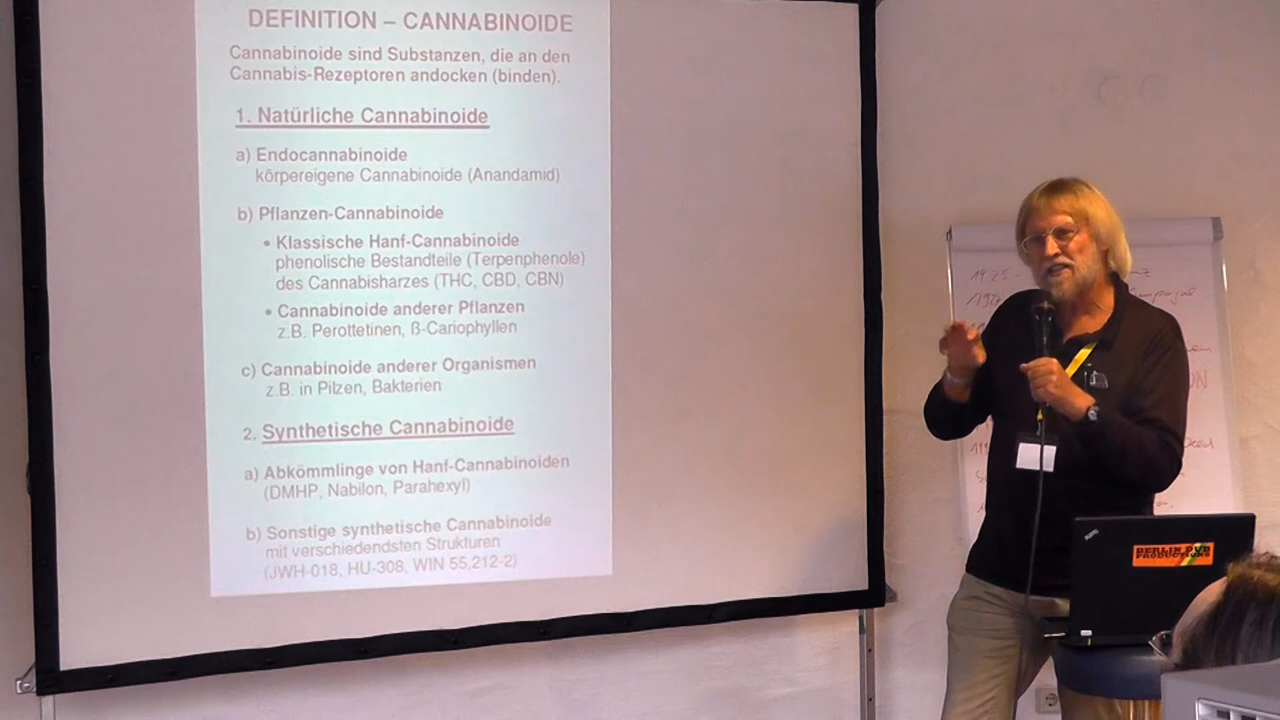 DEFINITION – CANNABINOIDE
Cannabinoide sind Substanzen, die an den
Cannabis-Rezeptoren andocken (binden).
1. Natürliche Cannabinoide
a) Endocannabinoide
körpereigene Cannabinoide (Anandamid)
b) Pflanzen-Cannabinoide
• Klassische Hanf-Cannabinoide
phenolische Bestandteile (Terpenphenole)
des Cannabisharzes (THC, CBD, CBN)
• Cannabinoide anderer Pflanzen
z.B. Perottetinen, ß-Cariophyllen
c) Cannabinoide anderer Organismen
z.B. in Pilzen, Bakterien
2. Synthetische Cannabinoide
a) Abkömmlinge von Hanf-Cannabinoiden
(DMHP, Nabilon, Parahexyl)
b) Sonstige synthetische Cannabinoide
mit verschiedendsten Strukturen
(JWH-018, HU-308, WIN 55,212-2)
1925
BERLIN DVD
PRODUCTIONS